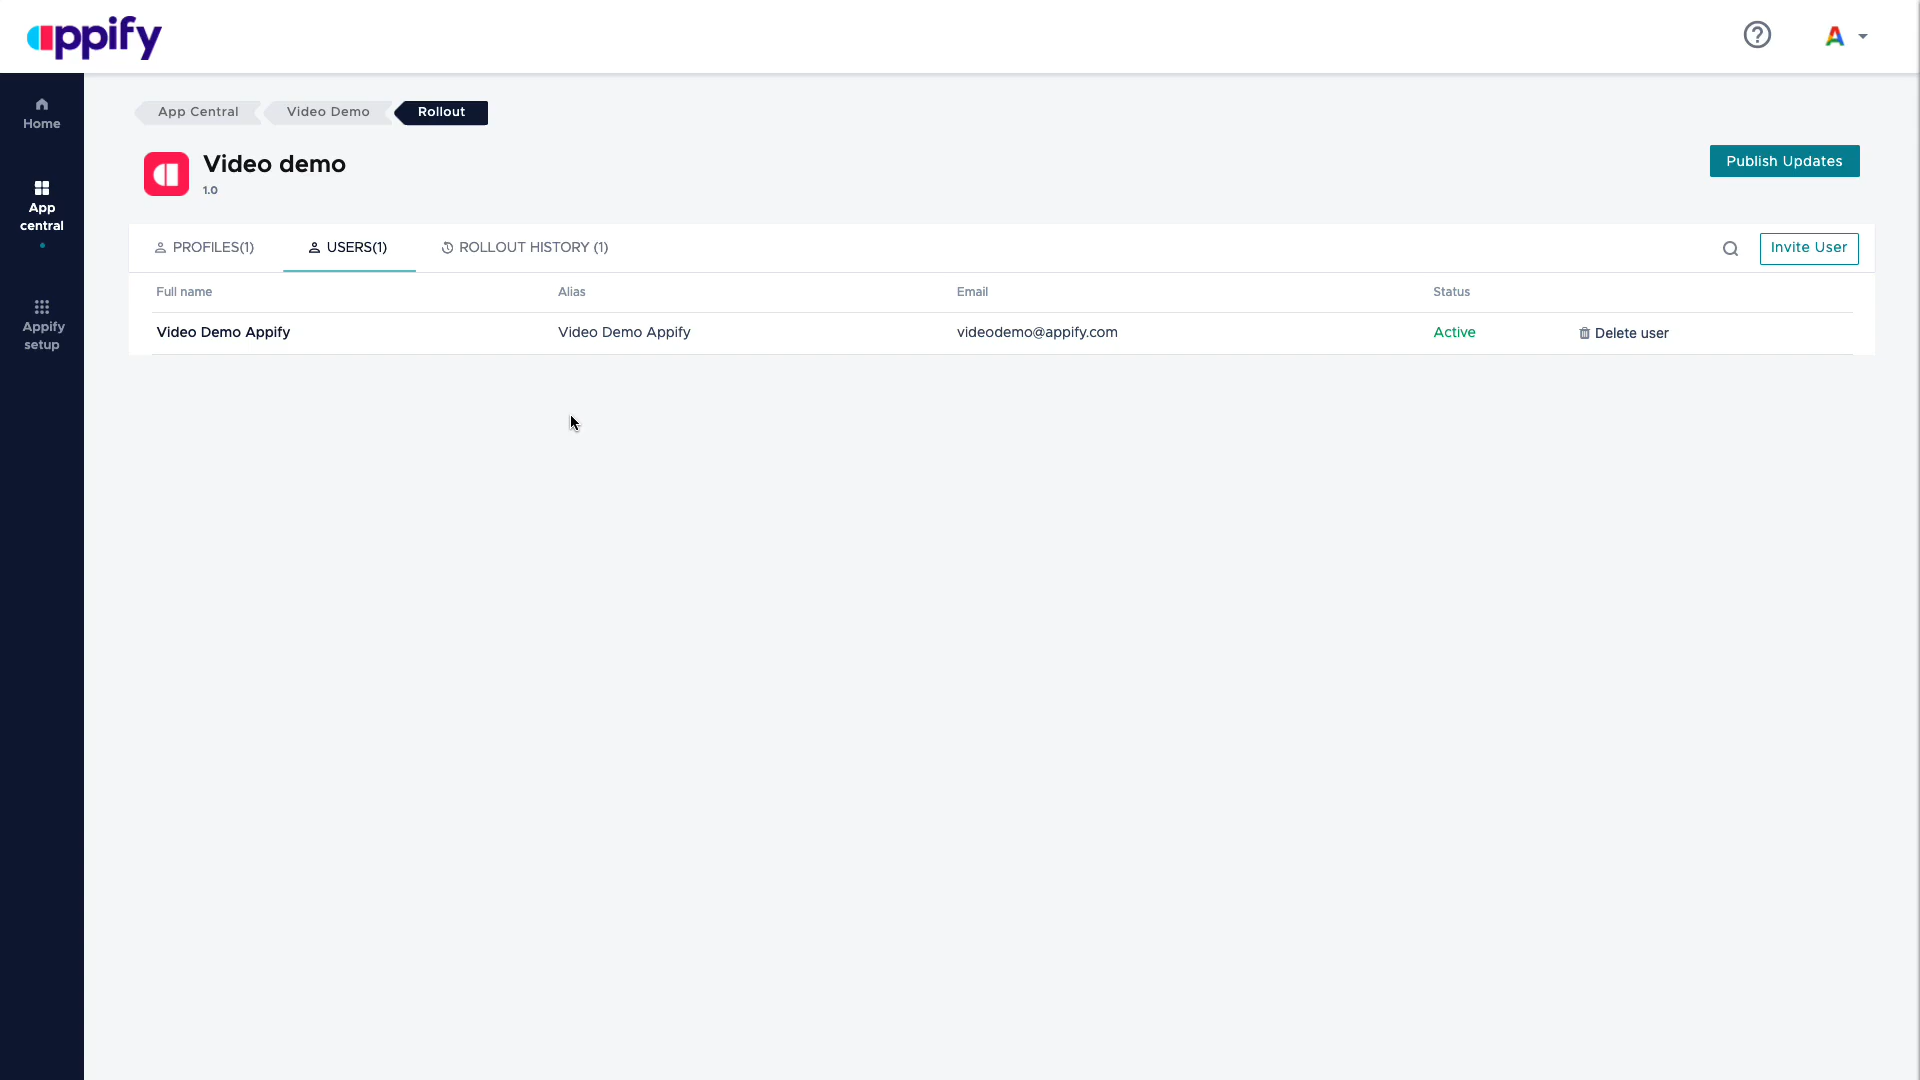 appify
Home
App
central
Appify
setup
App Central Video Demo Rollout
Video demo
1.0
Publish Updates
PROFILES(1) USERS(1) ROLLOUT HISTORY (1) Invite User
Full name Alias Email Status
Video Demo Appify Video Demo Appify videodemo@appify.com Active Delete user